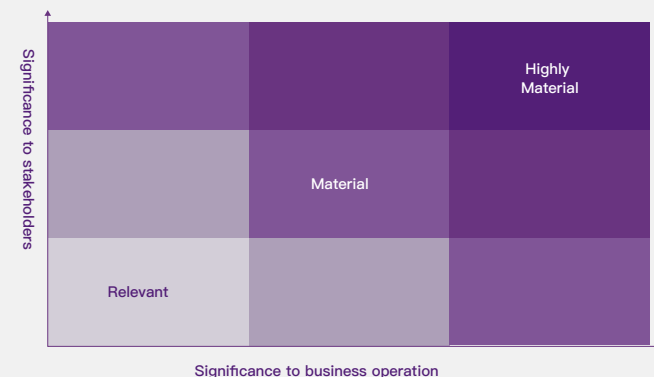 Significance to stakeholders
Highly
Material
Material
Relevant
Significance to business operation